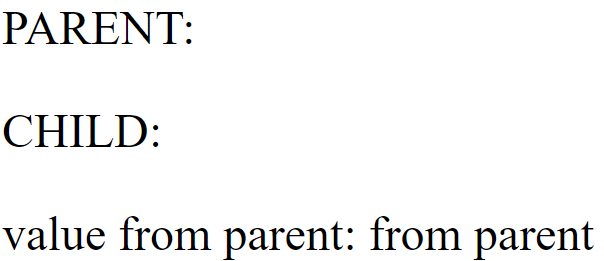 PARENT:
CHILD:
value from parent: from parent